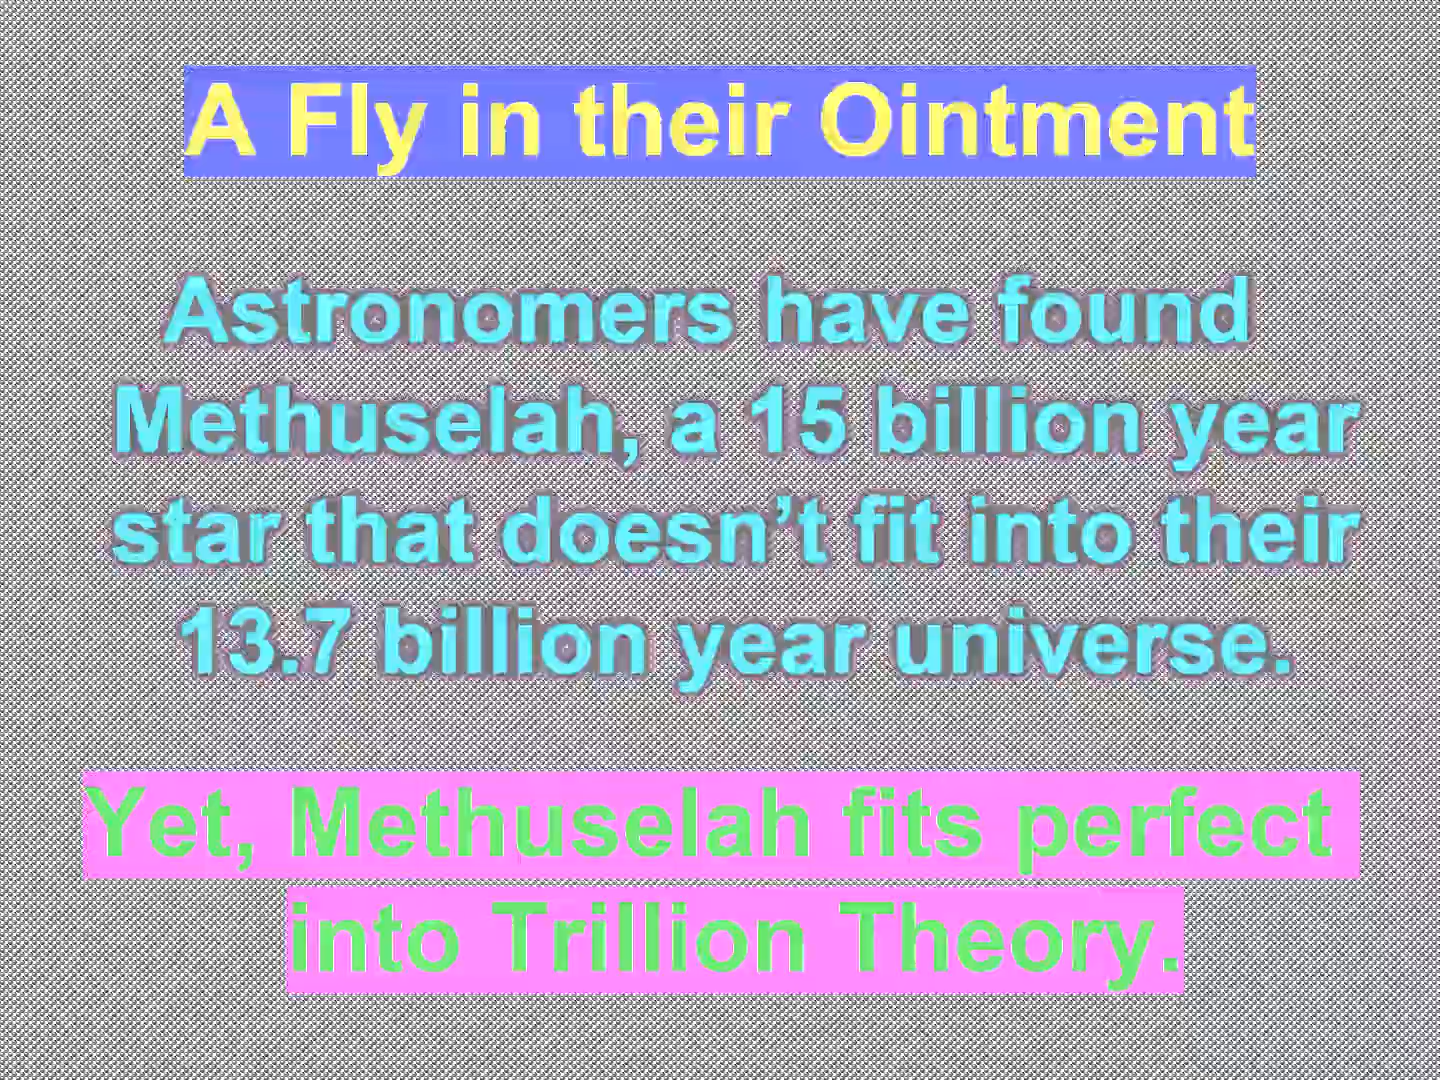 A Fly in their Ointment
Astronomers have found
Methuselah, a 15 billion year
star that doesn’t fit into their
13.7 billion year universe.
Yet, Methuselah fits perfect
into Trillion Theory.